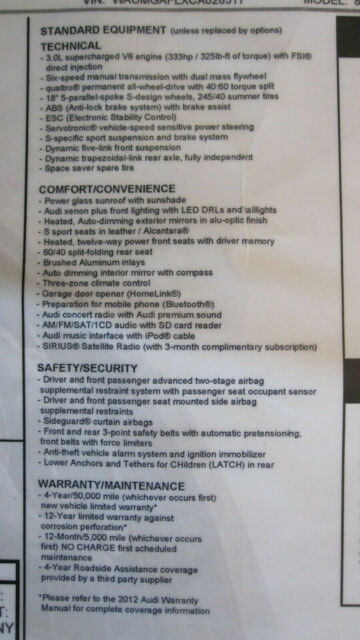 STANDARD EQUIPMENT (unless replaced by options)
TECHNICAL
- 3.0L supercharged V6 engine (333hp / 325lb-ft of torque) with FSI®
direct injection
- Six-speed manual transmission with dual mass flywheel
- quattro® permanent all-wheel-drive with 40:60 torque split
- 18" 5-parallel-spoke S-design wheels, 245/40 summer tires
- ABS (Anti-lock brake system) with brake assist
- ESC (Electronic Stability Control)
- Servotronic® vehicle-speed sensitive power steering
- S-specific sport suspension and brake system
- Dynamic five-link front suspension
- Dynamic trapezoidal-link rear axle, fully independent
- Space saver spare tire
COMFORT/CONVENIENCE
- Power glass sunroof with sunshade
- Audi xenon plus front lighting with LED DRLs and taillights
- Heated, Auto-dimming exterior mirrors in alu-optic finish
- S sport seats in leather / Alcantara®
- Heated, twelve-way power front seats with driver memory
- 60/40 split-folding rear seat
- Brushed Aluminum inlays
- Auto dimming interior mirror with compass
- Three-zone climate control
- Garage door opener (HomeLink®)
- Preparation for mobile phone (Bluetooth®)
- Audi concert radio with Audi premium sound
- AM/FM/SAT/1CD audio with SD card reader
- Audi music interface with iPod® cable
- SIRIUS® Satellite Radio (with 3-month complimentary subscription)
SAFETY/SECURITY
- Driver and front passenger advanced two-stage airbag
supplemental restraint system with passenger seat occupant sensor
- Driver and front passenger seat mounted side airbag
supplemental restraints
- Sideguard® curtain airbags
- Front and rear 3-point safety belts with automatic pretensioning,
front belts with force limiters
- Anti-theft vehicle alarm system and ignition immobilizer
- Lower Anchors and Tethers for CHildren (LATCH) in rear
WARRANTY/MAINTENANCE
- 4-Year/50,000 mile (whichever occurs first)
new vehicle limited warranty*
- 12-Year limited warranty against
corrosion perforation*
- 12-Month/5,000 mile (whichever occurs
first) NO CHARGE first scheduled
maintenance
- 4-Year Roadside Assistance coverage
provided by a third party supplier
*Please refer to the 2012 Audi Warranty
Manual for complete coverage information